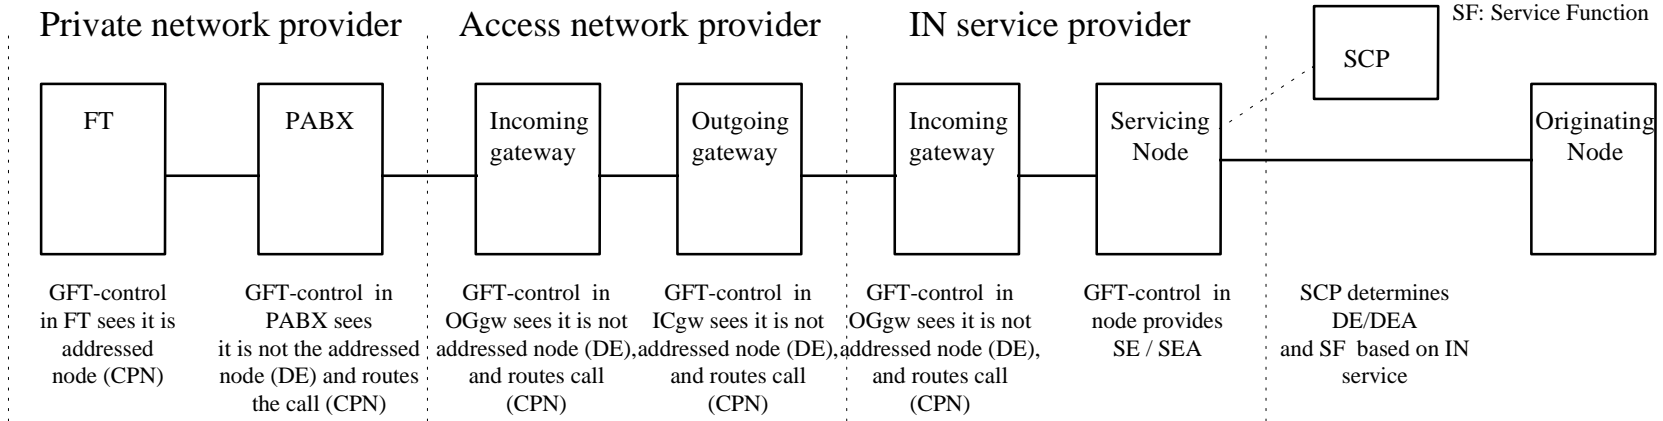 Private network provider
Access network provider
IN service provider
SF: Service Function
SCP
FT
PABX
Incoming
gateway
Outgoing
gateway
Incoming
gateway
Servicing
Node
Originating
Node
GFT-control
in FT sees it is
addressed
node (CPN)
GFT-control in
PABX sees
it is not the addressed
node (DE) and routes
the call (CPN)
GFT-control in
OGgw sees it is not
addressed node (DE),
and routes call
(CPN)
GFT-control in
ICgw sees it is not
addressed node (DE),
and routes call
(CPN)
GFT-control in
OGgw sees it is not
addressed node (DE),
and routes call
(CPN)
GFT-control in
node provides
SE / SEA
SCP determines
DE/DEA
and SF based on IN
service